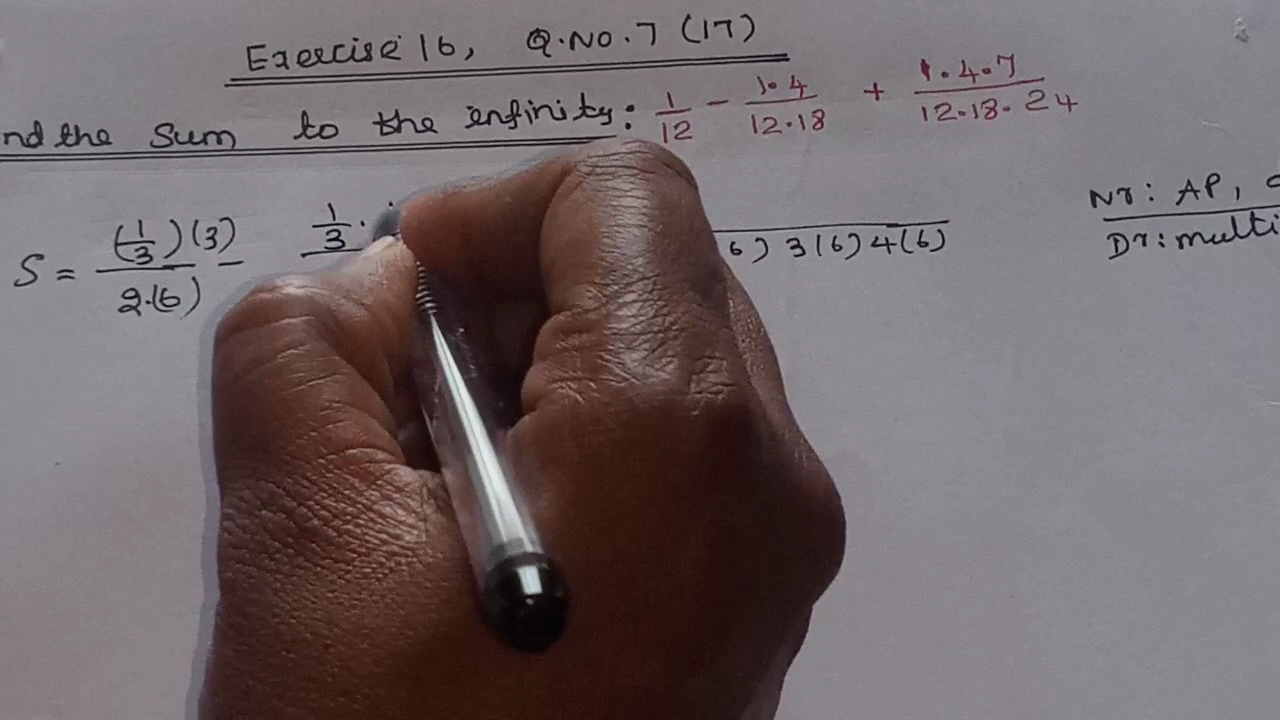 Exercise 16, Q.No.7 (17)
nd the sum to the infinity: 1/12 - 1.4/12.18 + 1.4.7/12.18.24
S = (1/3)(3)/2.(6) - 1/3. 6) 3(6) 4(6)
Nr: AP,
Dr: multi